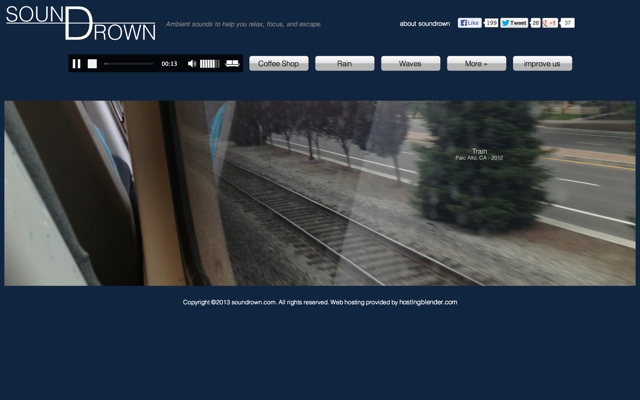 SOUNDROWN
Ambient sounds to help you relax, focus, and escape.
about soundrown
Like 199 Tweet 28 +1 37
00:13
Coffee Shop Rain Waves More » improve us
Train
Palo Alto, CA - 2012
Copyright ©2013 soundrown.com. All rights reserved. Web hosting provided by hostingblender.com